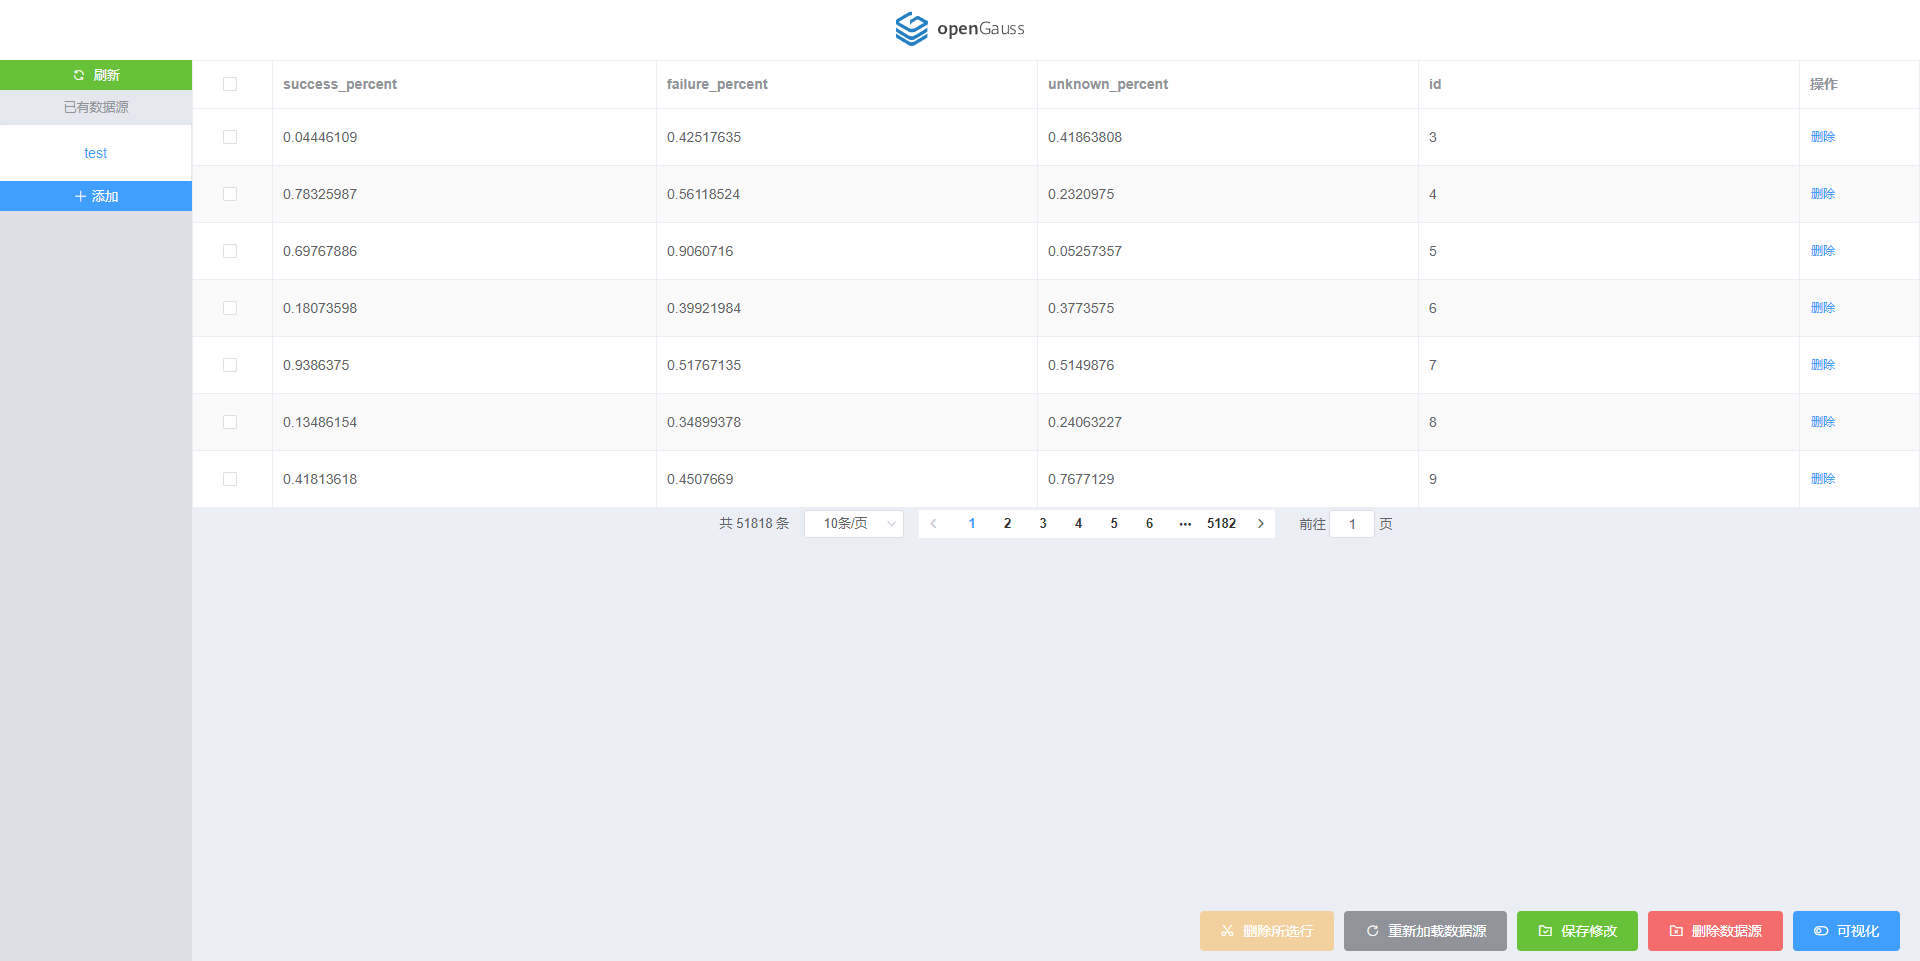 openGauss
刷新
已有数据源
test
添加
success_percent failure_percent unknown_percent id 操作
0.04446109 0.42517635 0.41863808 3 删除
0.78325987 0.56118524 0.2320975 4 删除
0.69767886 0.9060716 0.05257357 5 删除
0.18073598 0.39921984 0.3773575 6 删除
0.9386375 0.51767135 0.5149876 7 删除
0.13486154 0.34899378 0.24063227 8 删除
0.41813618 0.4507669 0.7677129 9 删除
共 51818 条 10条/页 1 2 3 4 5 6 ••• 5182 前往 1 页
删除所选行 重新加载数据源 保存修改 删除数据源 可视化